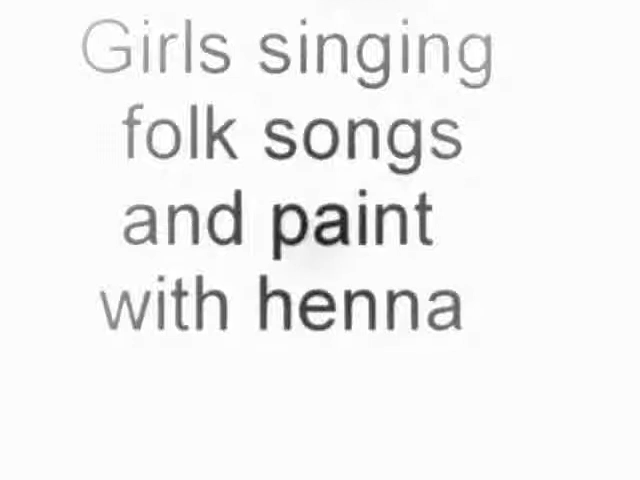 Girls singing
folk songs
and paint
with henna